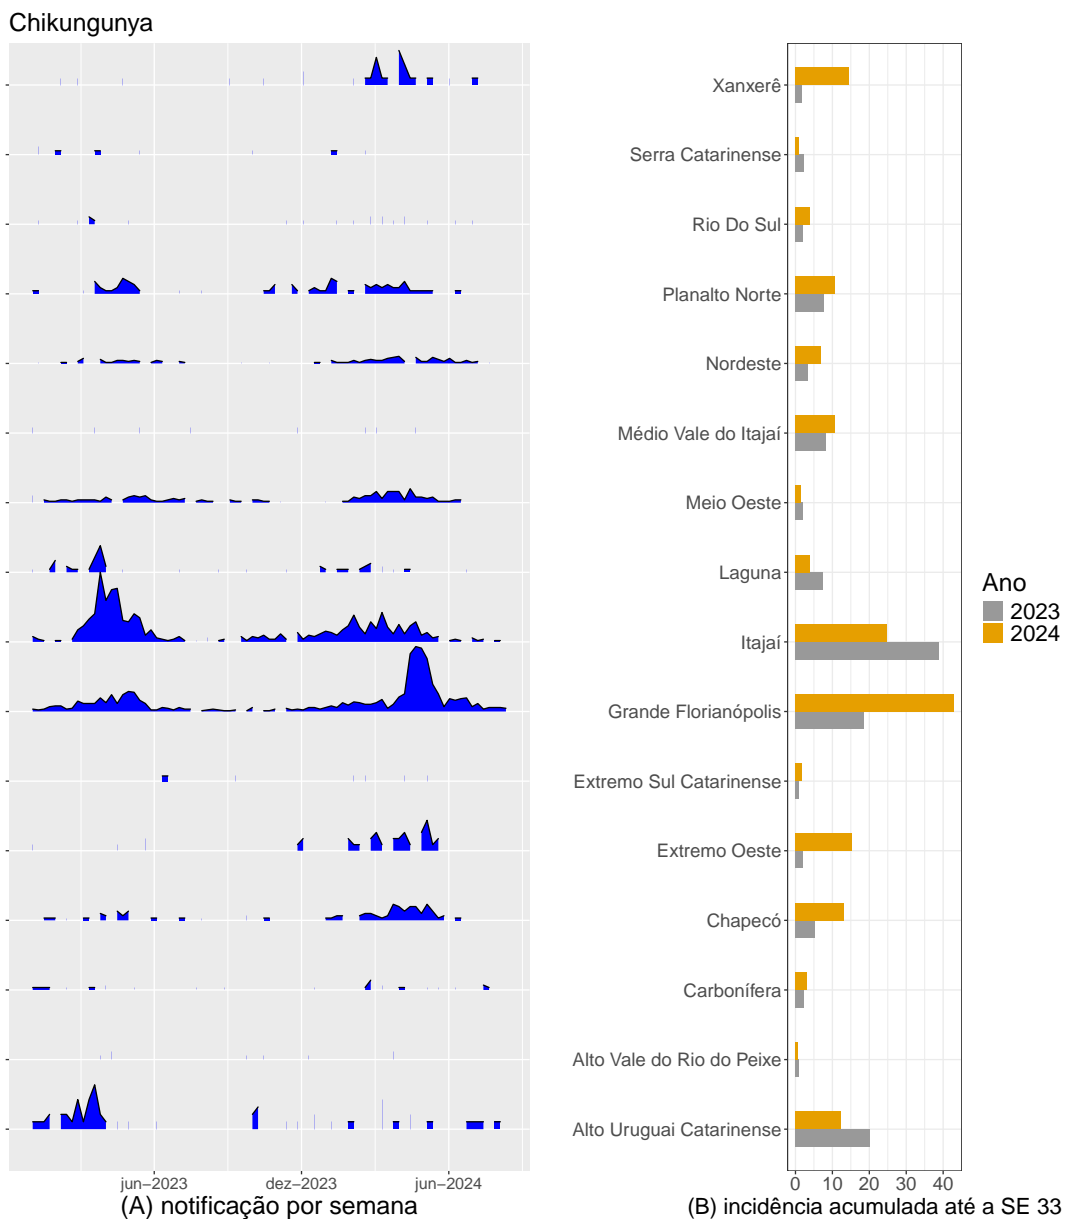 Chikungunya
Xanxerê
Serra Catarinense
Rio Do Sul
Planalto Norte
Nordeste
Médio Vale do Itajaí
Meio Oeste
Laguna
Itajaí
Grande Florianópolis
Extremo Sul Catarinense
Extremo Oeste
Chapecó
Carbonífera
Alto Vale do Rio do Peixe
Alto Uruguai Catarinense
Ano
2023
2024
jun–2023 dez–2023 jun–2024
0 10 20 30 40
(A) notificação por semana
(B) incidência acumulada até a SE 33